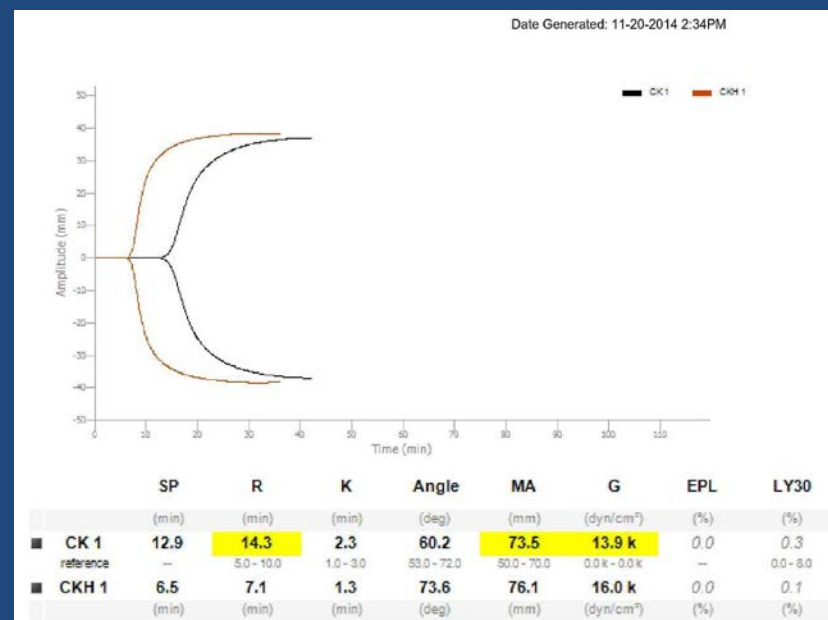 Date Generated: 11-20-2014 2:34PM
CK 1 CKH 1
50
40
30
20
10
0
-10
-20
-30
-40
-50
Amplitude (mm)
0 10 20 30 40 50 60 70 80 90 100 110
Time (min)
SP R K Angle MA G EPL LY30
(min) (min) (min) (deg) (mm) (dyn/cm²) (%) (%)
CK 1 12.9 14.3 2.3 60.2 73.5 13.9 k 0.0 0.3
reference -- 5.0 - 10.0 1.0 - 3.0 53.0 - 72.0 50.0 - 70.0 0.0 k - 0.0 k -- 0.0 - 8.0
CKH 1 6.5 7.1 1.3 73.6 76.1 16.0 k 0.0 0.1
(min) (min) (min) (deg) (mm) (dyn/cm²) (%) (%)